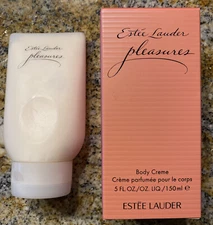 Estée Lauder
pleasures
Estée Lauder
pleasures
Body Creme
Crème parfumée pour le corps
5 FL.OZ./OZ. LIQ/150ml ℮
ESTÉE LAUDER